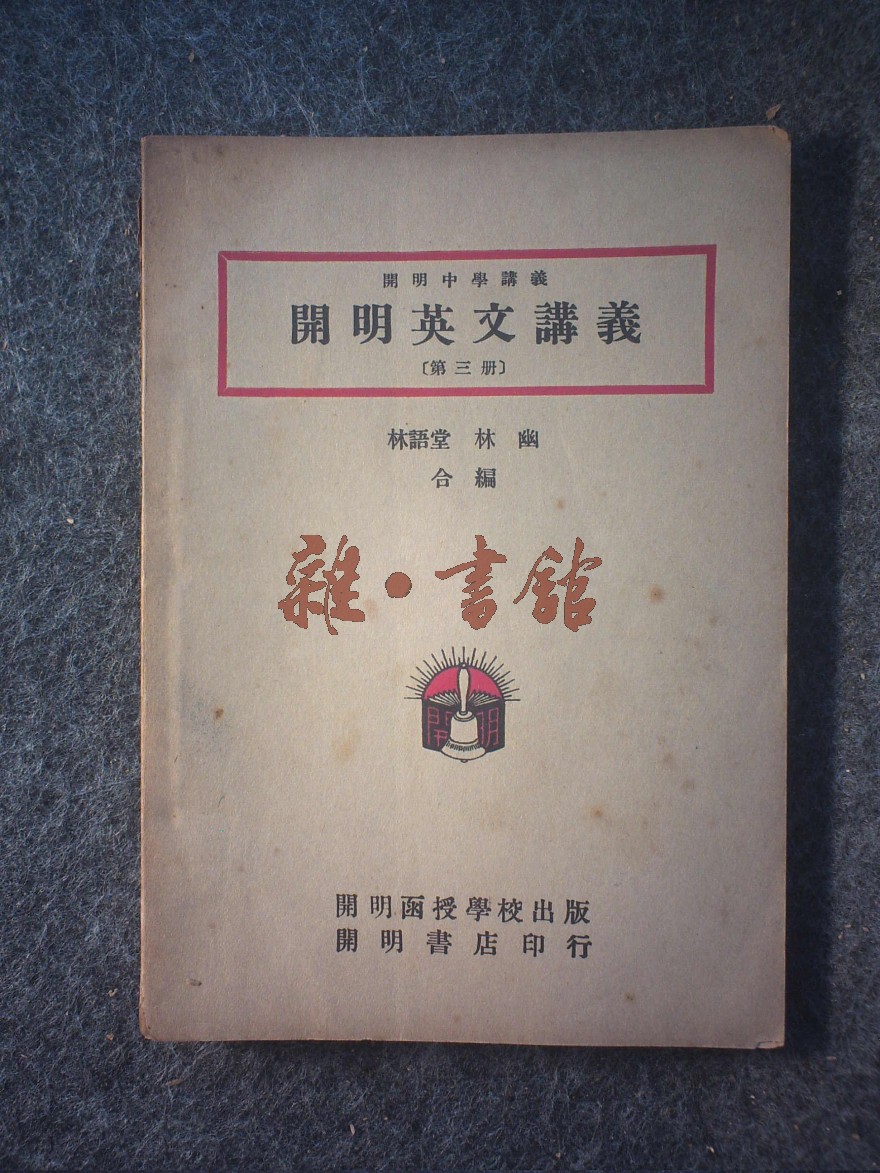 開明中學講義
開明英文講義
〔第三册〕
林語堂 林幽
合編
雜·書館
開明
開明函授學校出版
開明書店印行